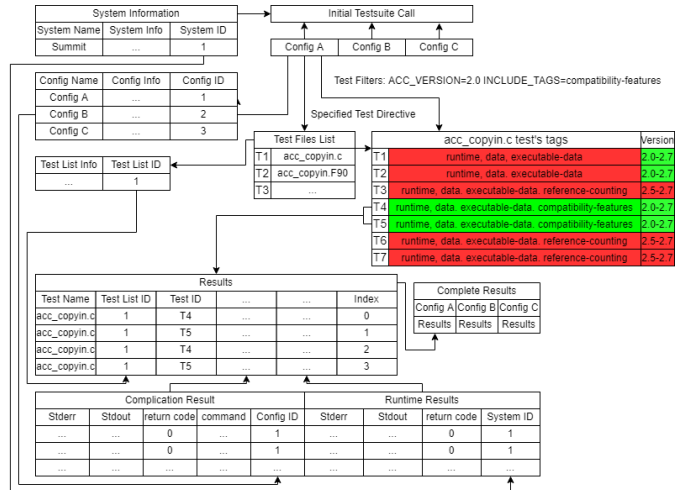 System Information
System Name System Info System ID
Summit ... 1
Initial Testsuite Call
Config A Config B Config C
Test Filters: ACC_VERSION=2.0 INCLUDE_TAGS=compatibility-features
Config Name Config Info Config ID
Config A ... 1
Config B ... 2
Config C ... 3
Specified Test Directive
Test Files List
T1 acc_copyin.c
T2 acc_copyin.F90
T3 ...
acc_copyin.c test's tags Version
T1 runtime, data, executable-data 2.0-2.7
T2 runtime, data, executable-data 2.0-2.7
T3 runtime, data. executable-data. reference-counting 2.5-2.7
T4 runtime, data. executable-data. compatibility-features 2.0-2.7
T5 runtime, data. executable-data. compatibility-features 2.0-2.7
T6 runtime, data. executable-data. reference-counting 2.5-2.7
T7 runtime, data. executable-data. reference-counting 2.5-2.7
Test List Info Test List ID
... 1
Results
Test Name Test List ID Test ID ... ... Index
acc_copyin.c 1 T4 ... ... 0
acc_copyin.c 1 T5 ... ... 1
acc_copyin.c 1 T4 ... ... 2
acc_copyin.c 1 T5 ... ... 3
Complete Results
Config A Config B Config C
Results Results Results
Complication Result Runtime Results
Stderr Stdout return code command Config ID Stderr Stdout return code System ID
... ... 0 ... 1 ... ... 0 1
... ... 0 ... 1 ... ... 0 1
... ... ... ... ... ... ... ... ...